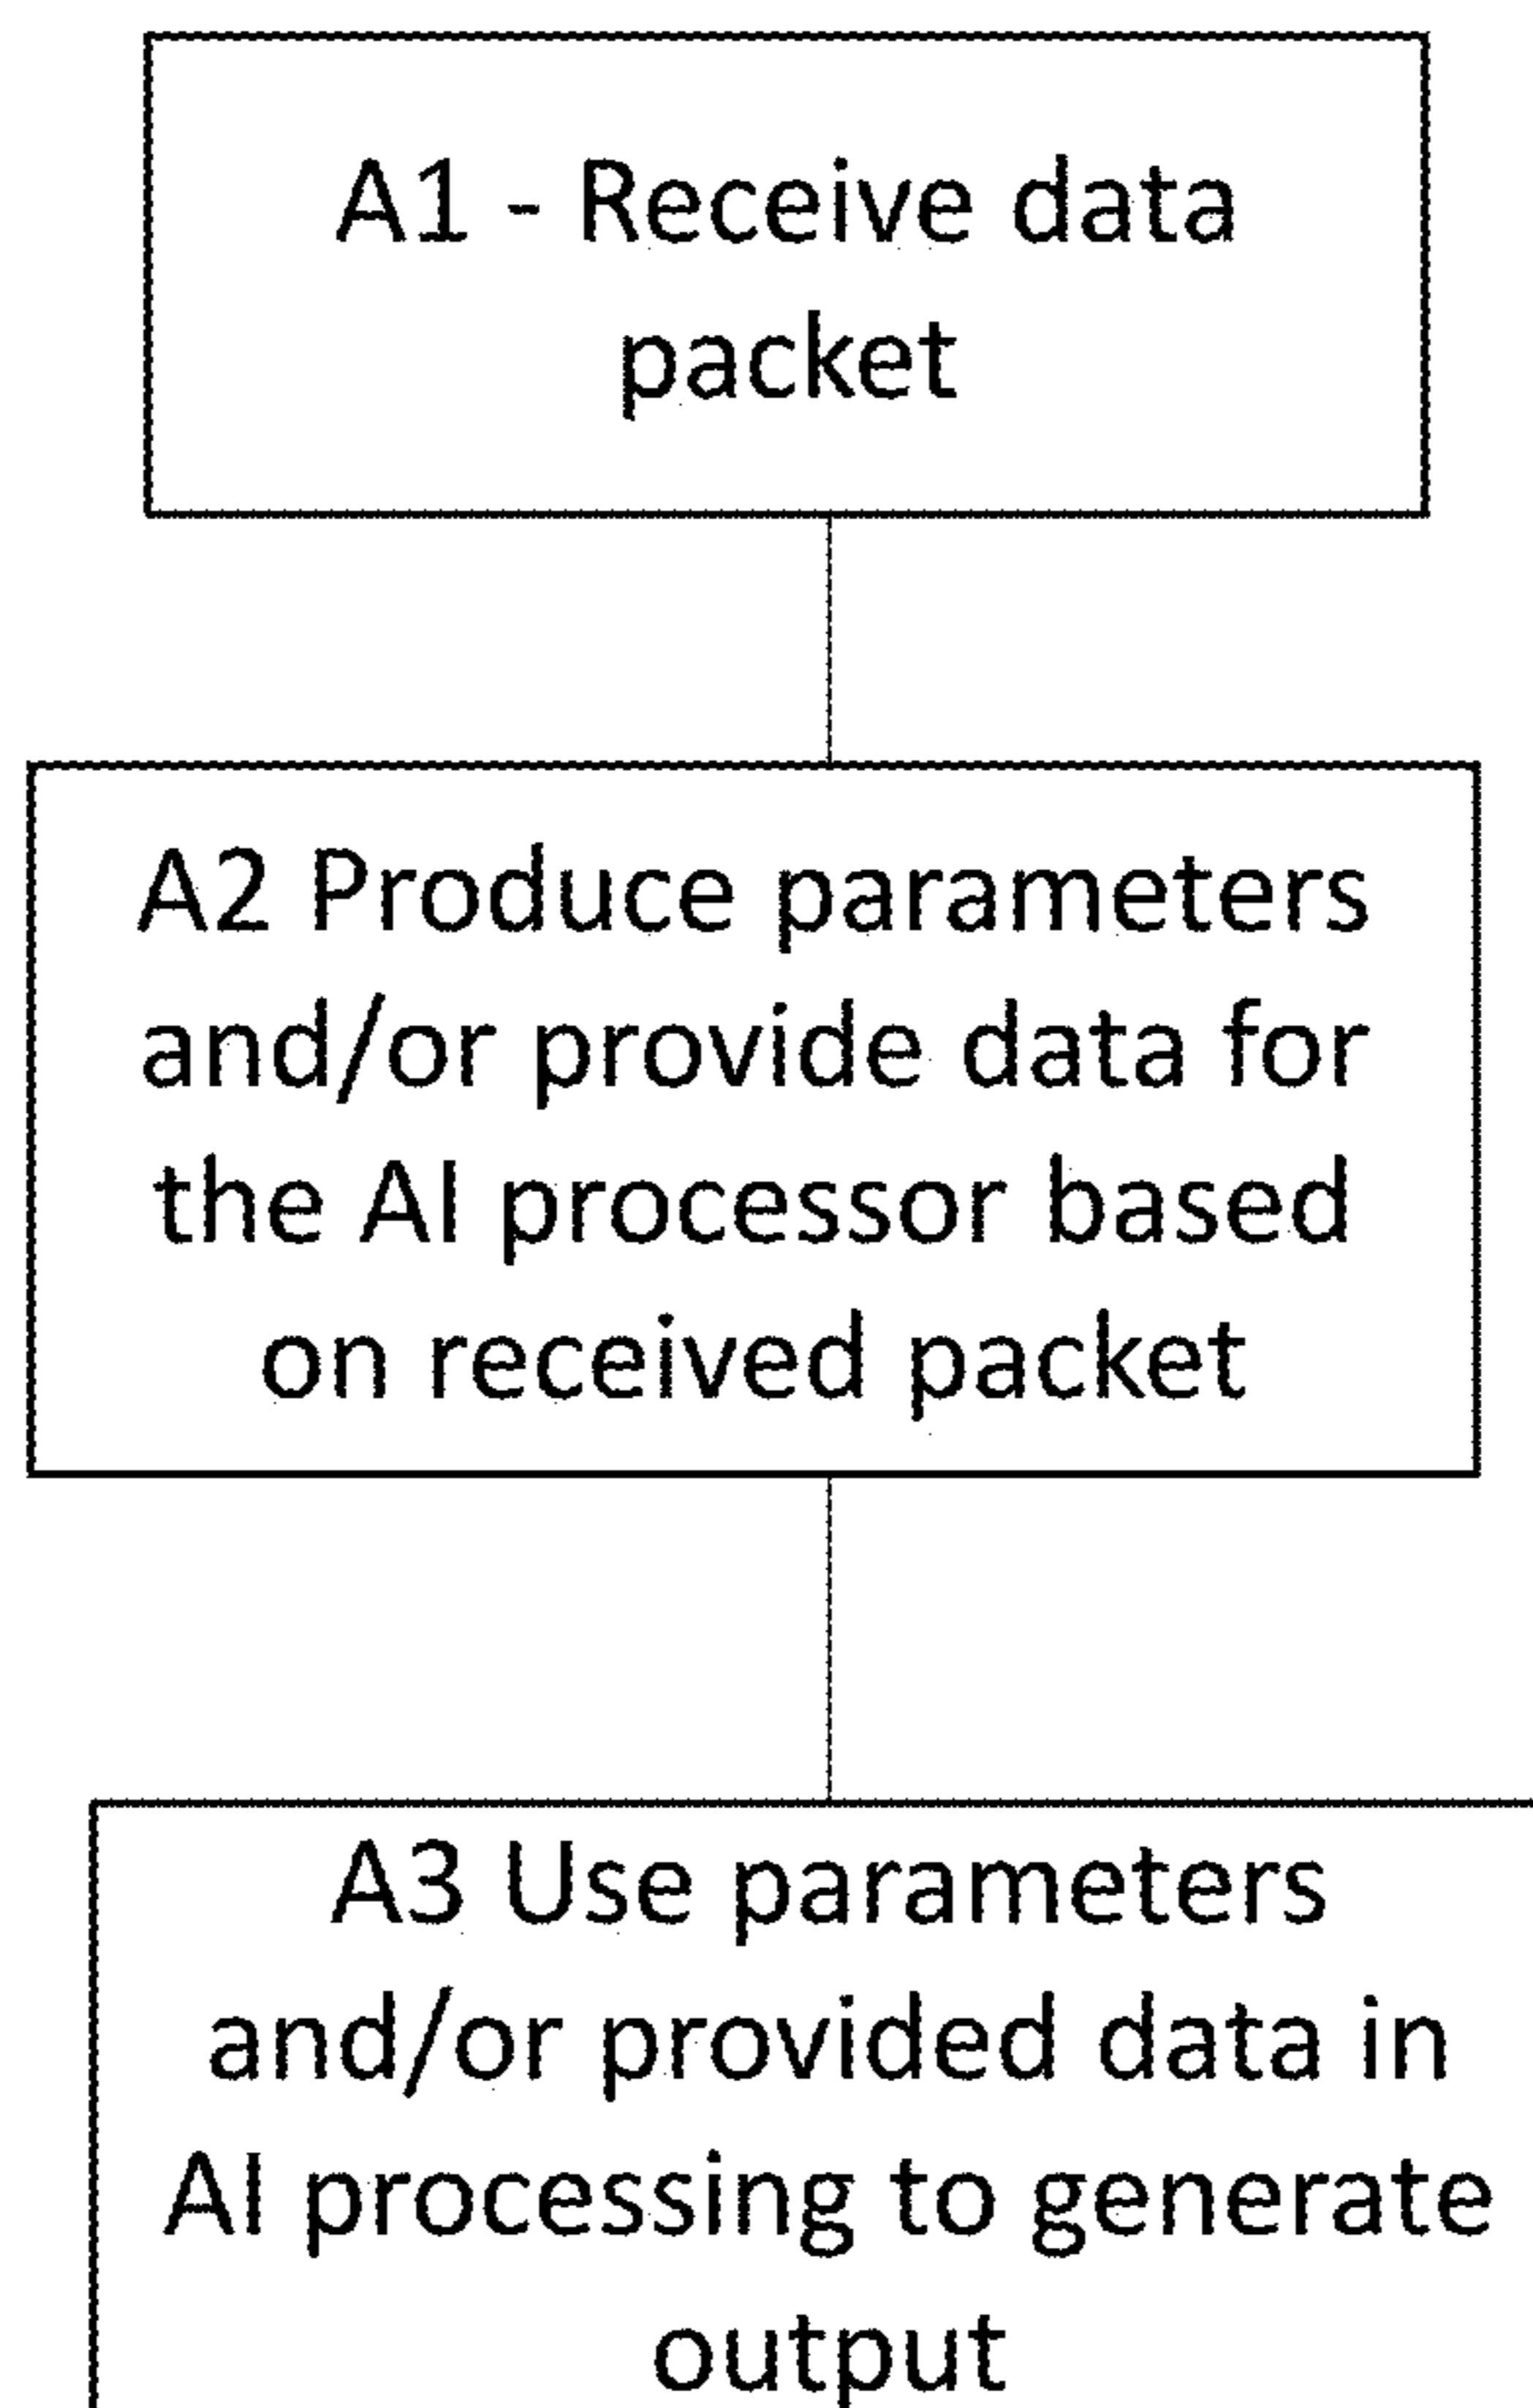 A1 - Receive data
packet
A2 Produce parameters
and/or provide data for
the AI processor based
on received packet
A3 Use parameters
and/or provided data in
AI processing to generate
output